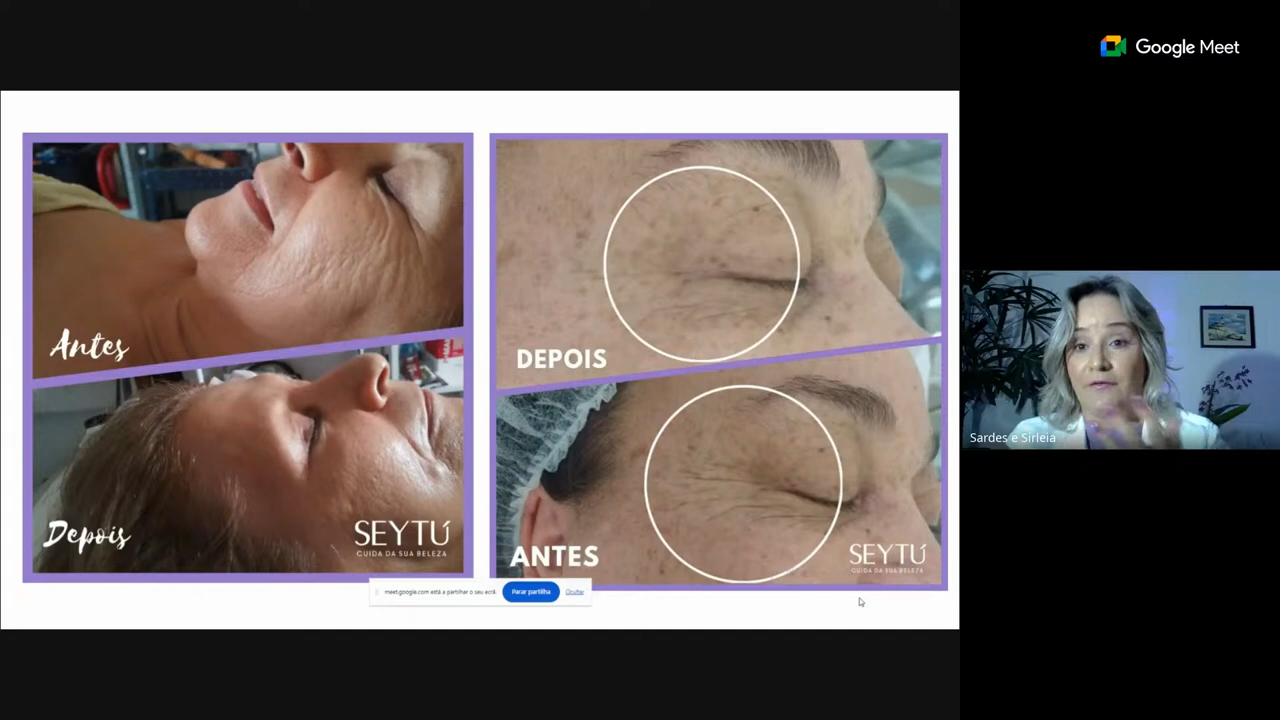 Google Meet
Antes
Depois
SEYTÚ
CUIDA DA SUA BELEZA
DEPOIS
ANTES
SEYTÚ
CUIDA DA SUA BELEZA
meet.google.com está a partilhar o seu ecrã.
Parar partilha
Ocultar
Sardes e Sirleia